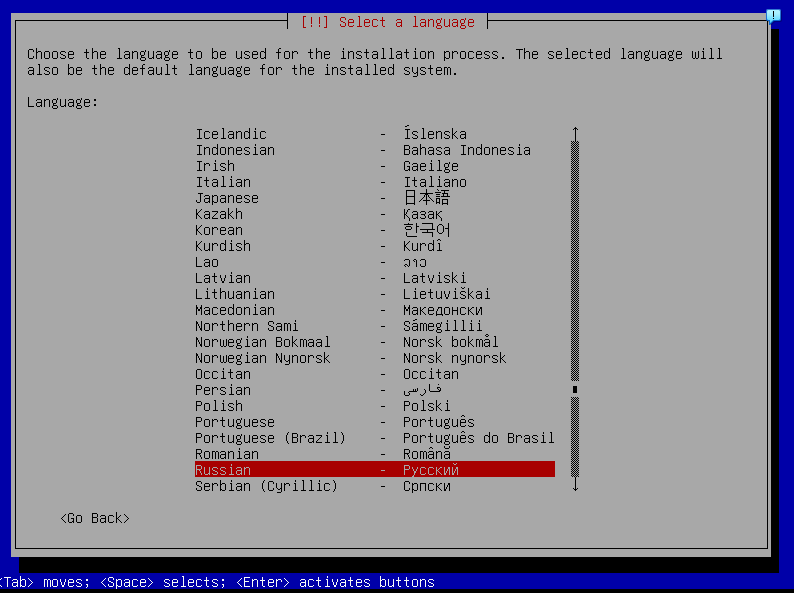 [!!] Select a language
Choose the language to be used for the installation process. The selected language will
also be the default language for the installed system.
Language:
Icelandic - Íslenska
Indonesian - Bahasa Indonesia
Irish - Gaeilge
Italian - Italiano
Japanese - 日本語
Kazakh - Қазақ
Korean - 한국어
Kurdish - Kurdî
Lao - ລາວ
Latvian - Latviski
Lithuanian - Lietuviškai
Macedonian - Македонски
Northern Sami - Sámegillii
Norwegian Bokmaal - Norsk bokmål
Norwegian Nynorsk - Norsk nynorsk
Occitan - Occitan
Persian - فارسی
Polish - Polski
Portuguese - Português
Portuguese (Brazil) - Português do Brasil
Romanian - Română
Russian - Русский
Serbian (Cyrillic) - Српски
<Go Back>
<Tab> moves; <Space> selects; <Enter> activates buttons